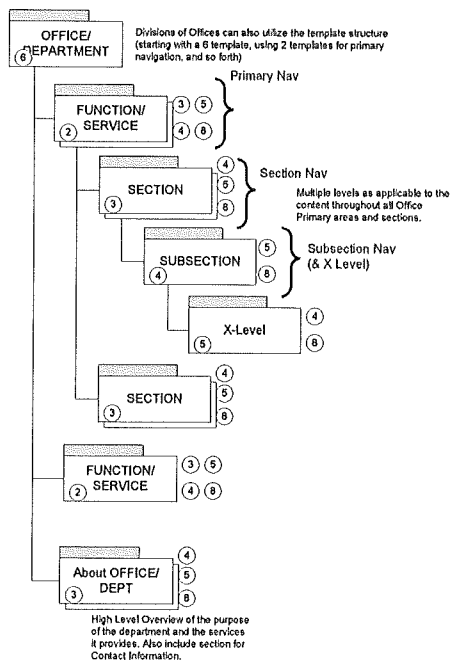 OFFICE/
DEPARTMENT
6
Divisions of Offices can also utilize the template structure
(starting with a 6 template, using 2 templates for primary
navigation, and so forth)
Primary Nav
FUNCTION/
SERVICE
2
3 5
4 8
SECTION
3
4
5
8
Section Nav
Multiple levels as applicable to the
content throughout all Office
Primary areas and sections.
SUBSECTION
4
5
8
Subsection Nav
(& X Level)
X-Level
5
4
8
SECTION
3
4
5
8
FUNCTION/
SERVICE
2
3 5
4 8
About OFFICE/
DEPT
3
4
5
8
High Level Overview of the purpose
of the department and the services
it provides. Also include section for
Contact Information.